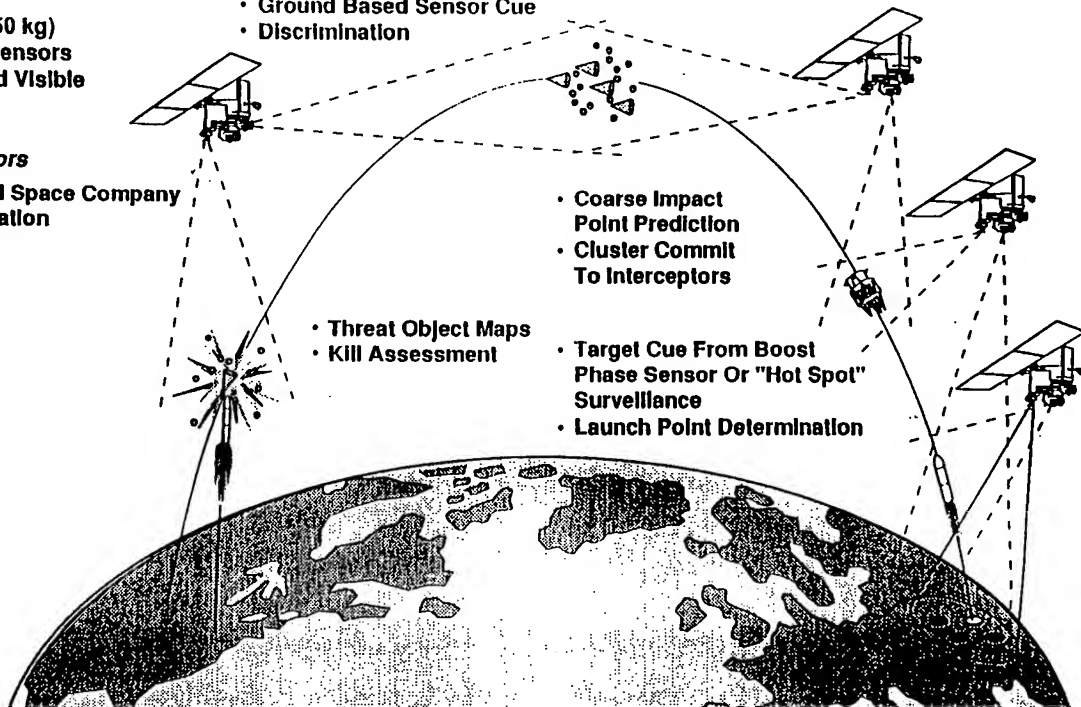 50 kg)
ensors
d Visible
ors
l Space Company
ation
• Ground Based Sensor Cue
• Discrimination
• Coarse Impact
Point Prediction
• Cluster Commit
To Interceptors
• Threat Object Maps
• Kill Assessment
• Target Cue From Boost
Phase Sensor Or "Hot Spot"
Surveillance
• Launch Point Determination